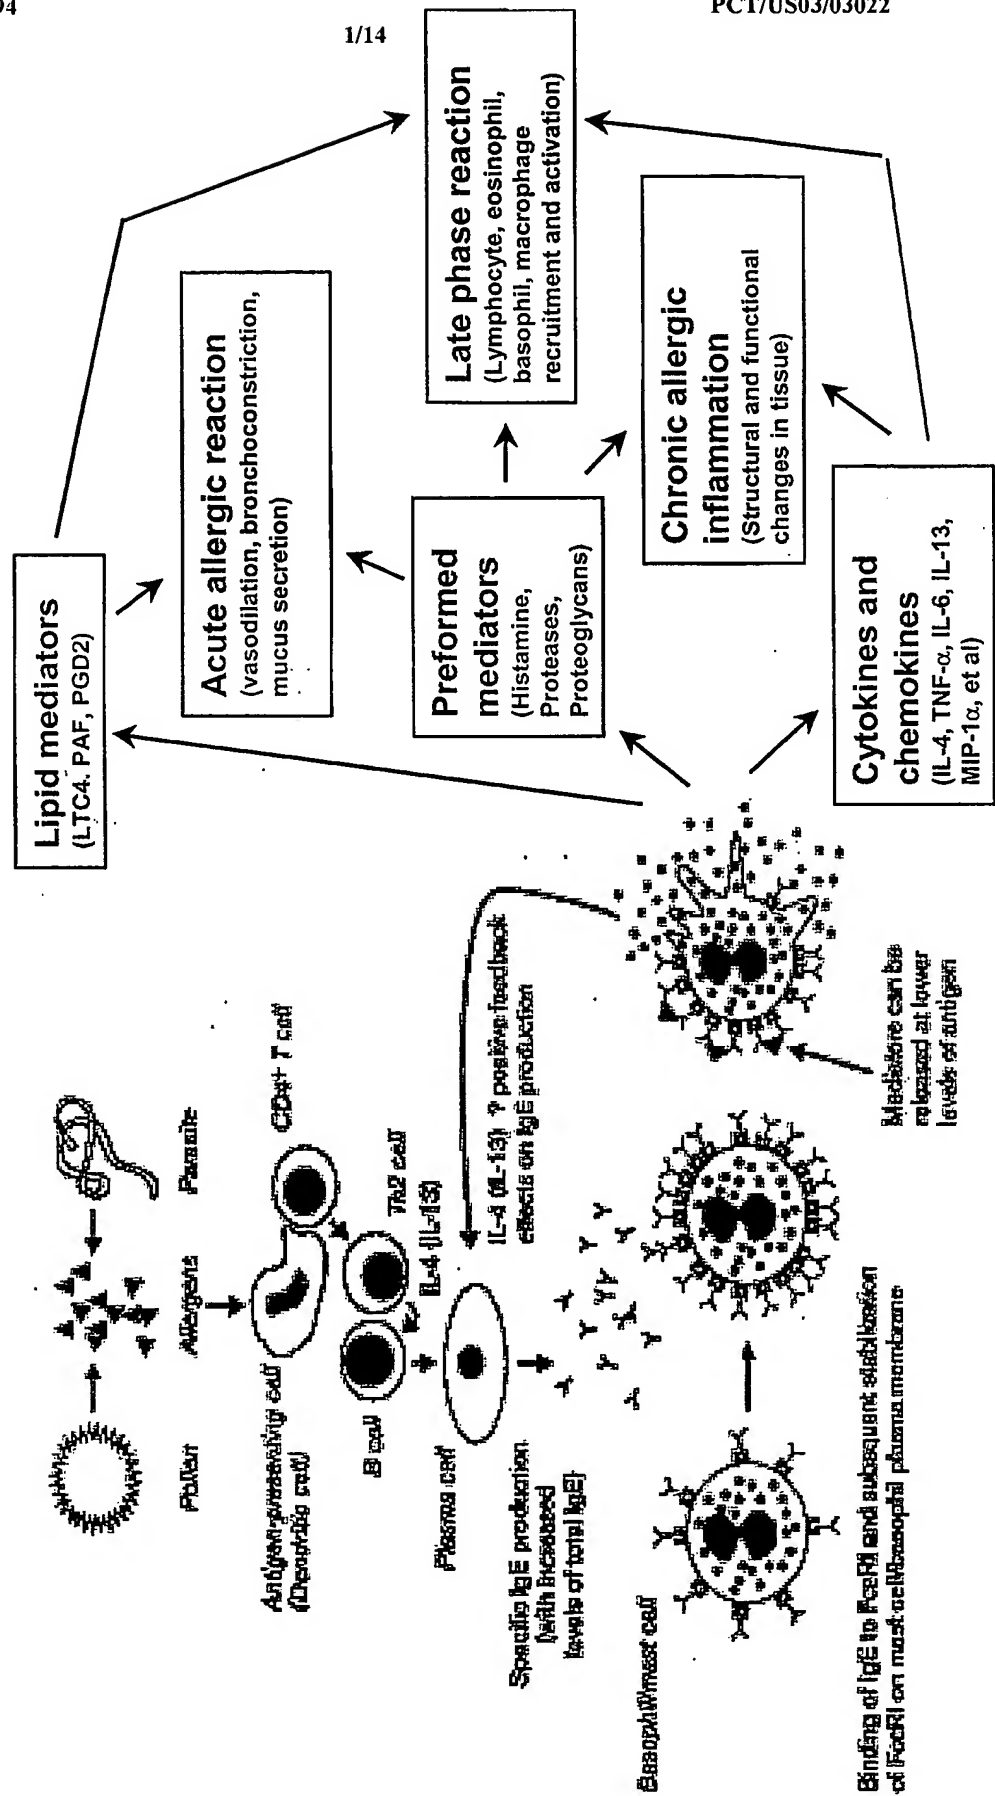 94
PCT/US03/03022
1/14
Pollen
Allergens
Parasite
Antigen-presenting cell
(Dendritic cell)
CD4+ T cell
B cell
Th2 cell
IL-4 (IL-13)
Plasma cell
IL-4 (IL-13) ? positive feedback
effects on IgE production
Specific IgE production
(with increased
levels of total IgE)
Basophil/mast cell
Binding of IgE to FcεRI and subsequent stabilization
of FcεRI on mast cell/basophil plasma membrane
Mediators can be
released at lower
levels of antigen
Lipid mediators
(LTC4. PAF, PGD2)
Acute allergic reaction
(vasodilation, bronchoconstriction,
mucus secretion)
Preformed
mediators
(Histamine,
Proteases,
Proteoglycans)
Late phase reaction
(Lymphocyte, eosinophil,
basophil, macrophage
recruitment and activation)
Chronic allergic
inflammation
(Structural and functional
changes in tissue)
Cytokines and
chemokines
(IL-4, TNF-α, IL-6, IL-13,
MIP-1α, et al)